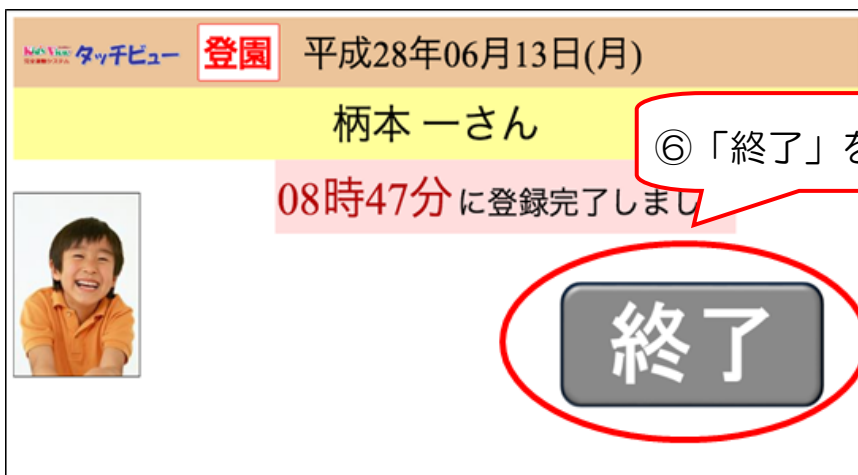 Kids View タッチビュー 登園 平成28年06月13日(月)
柄本 一さん
⑥「終了」を
08時47分に登録完了しまし
終了